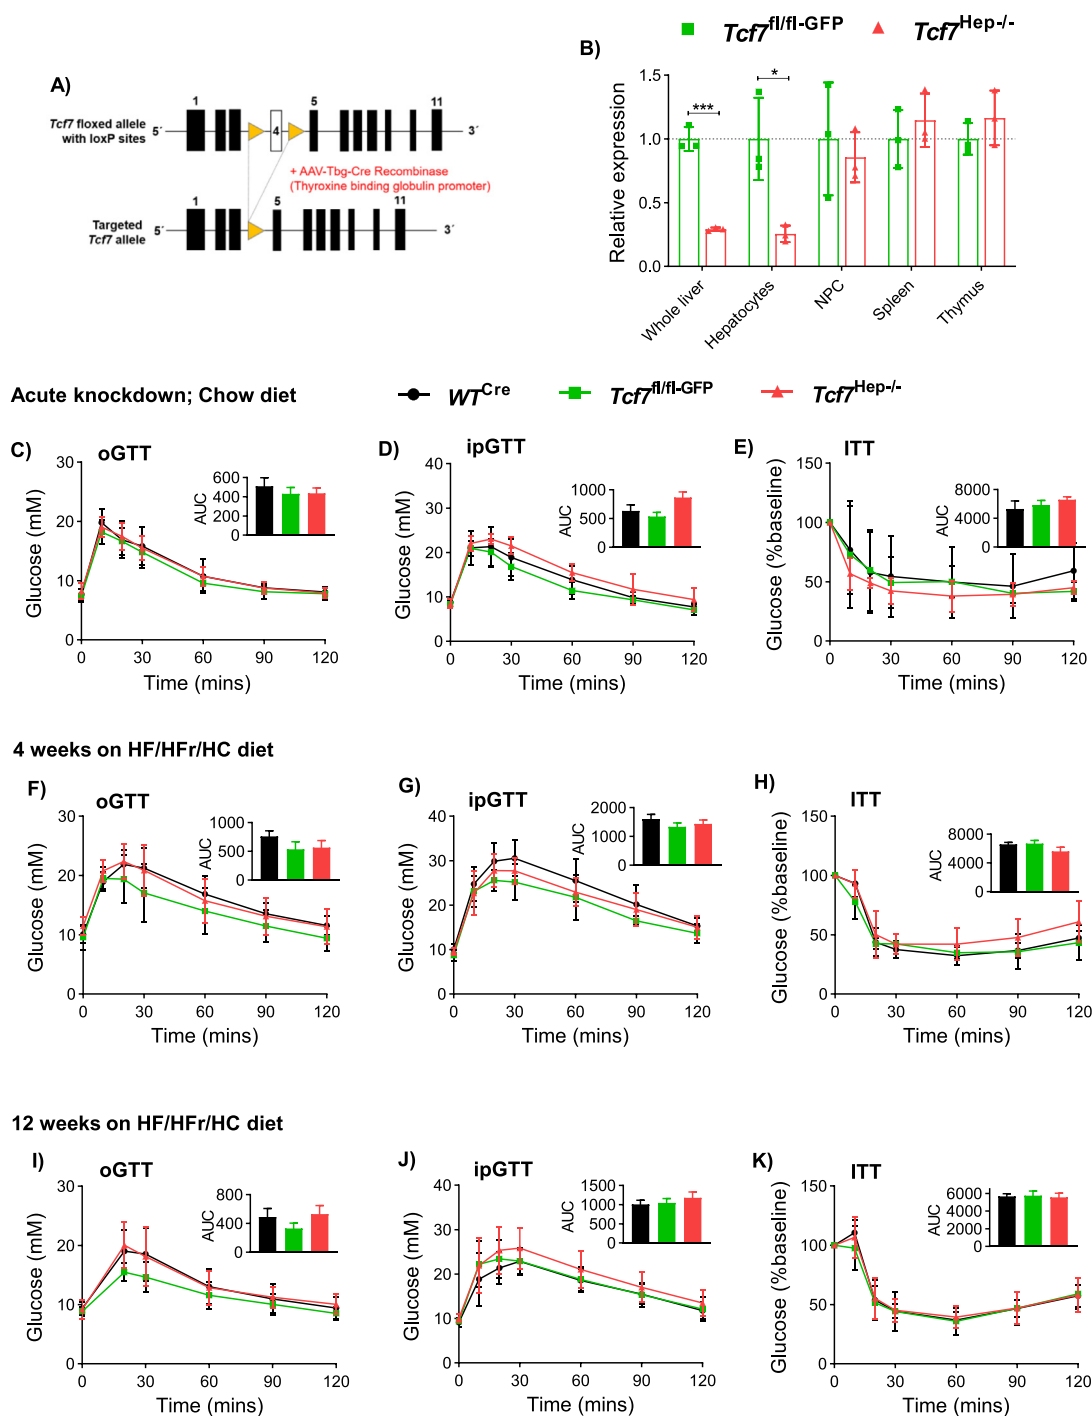 A)
1
5
11
Tcf7 floxed allele
with loxP sites
5´
4
3´
+ AAV-Tbg-Cre Recombinase
(Thyroxine binding globulin promoter)
1
5
11
Targeted
Tcf7 allele
5´
3´
B)
Tcf7fl/fl-GFP
Tcf7Hep-/-
Relative expression
1.5
1.0
0.5
0.0
***
*
Whole liver
Hepatocytes
NPC
Spleen
Thymus
Acute knockdown; Chow diet
WTCre
Tcf7fl/fl-GFP
Tcf7Hep-/-
C)
oGTT
Glucose (mM)
30
20
10
0
0 30 60 90 120
Time (mins)
AUC
600
400
200
0
D)
ipGTT
Glucose (mM)
40
30
20
10
0
0 30 60 90 120
Time (mins)
AUC
1000
500
0
E)
ITT
Glucose (%baseline)
150
100
50
0
0 30 60 90 120
Time (mins)
AUC
8000
4000
0
4 weeks on HF/HFr/HC diet
F)
oGTT
Glucose (mM)
30
20
10
0
0 30 60 90 120
Time (mins)
AUC
1000
500
0
G)
ipGTT
Glucose (mM)
40
30
20
10
0
0 30 60 90 120
Time (mins)
AUC
2000
1000
0
H)
ITT
Glucose (%baseline)
150
100
50
0
0 30 60 90 120
Time (mins)
AUC
8000
4000
0
12 weeks on HF/HFr/HC diet
I)
oGTT
Glucose (mM)
30
20
10
0
0 30 60 90 120
Time (mins)
AUC
800
400
0
J)
ipGTT
Glucose (mM)
40
30
20
10
0
0 30 60 90 120
Time (mins)
AUC
1500
1000
500
0
K)
ITT
Glucose (%baseline)
150
100
50
0
0 30 60 90 120
Time (mins)
AUC
6000
4000
2000
0